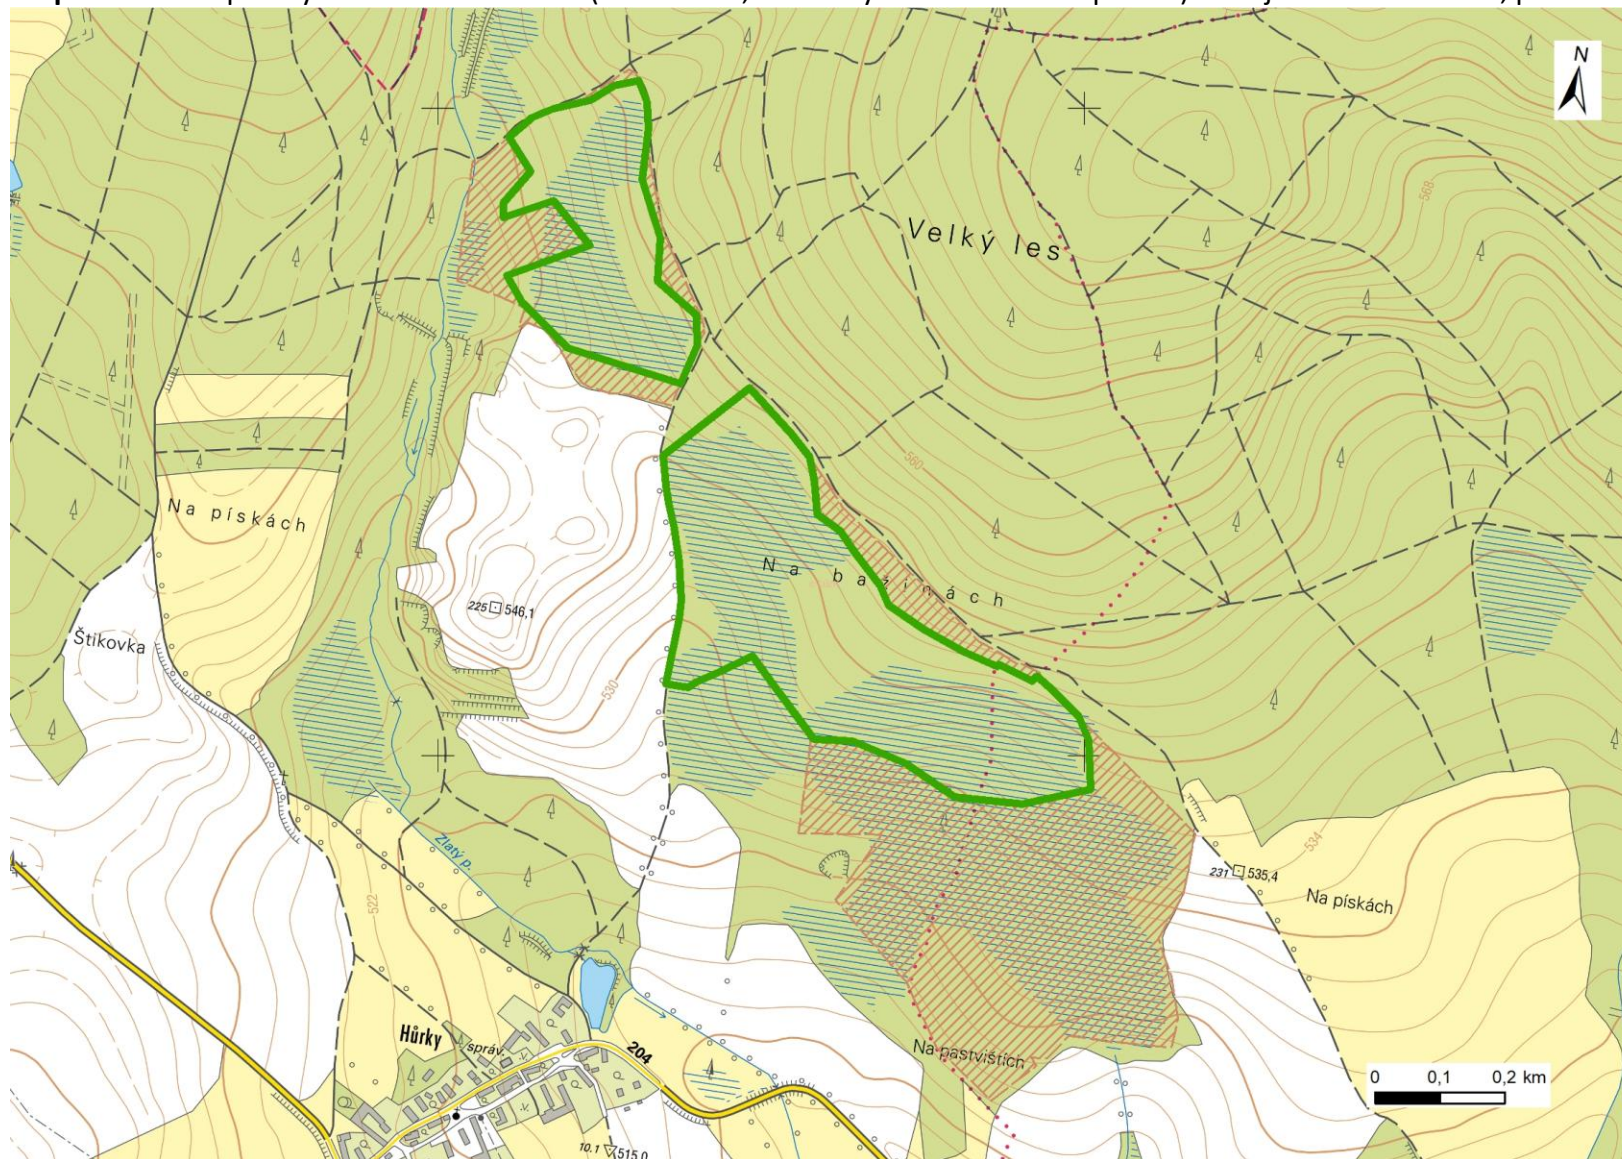 N
Velký les
568
560
Na pískách
Na bažinách
225 546,1
Štikovka
530
Zlatý p.
534
231 535,4
Na pískách
522
Hůrky
správ.
204
Na pastvištích
0 0,1 0,2 km
10.1 515,0